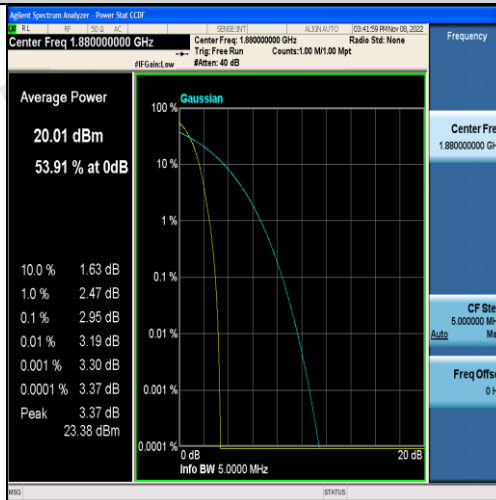 Agilent Spectrum Analyzer - Power Stat CCDF
RL RF 50 Ω AC SENSE:INT ALIGN AUTO 03:41:59 PM Nov 08, 2022
Center Freq 1.880000000 GHz
Center Freq: 1.880000000 GHz Radio Std: None
Trig: Free Run Counts:1.00 M/1.00 Mpt
#IFGain:Low #Atten: 40 dB
Frequency
Average Power
20.01 dBm
53.91 % at 0dB
10.0 % 1.63 dB
1.0 % 2.47 dB
0.1 % 2.95 dB
0.01 % 3.19 dB
0.001 % 3.30 dB
0.0001 % 3.37 dB
Peak 3.37 dB
23.38 dBm
Gaussian
100 %
10 %
1 %
0.1 %
0.01 %
0.001 %
0.0001 %
0 dB 20 dB
Info BW 5.0000 MHz
Center Fre
1.880000000 GH
CF Ste
5.000000 MH
Auto Ma
Freq Offse
0 H
MSG STATUS